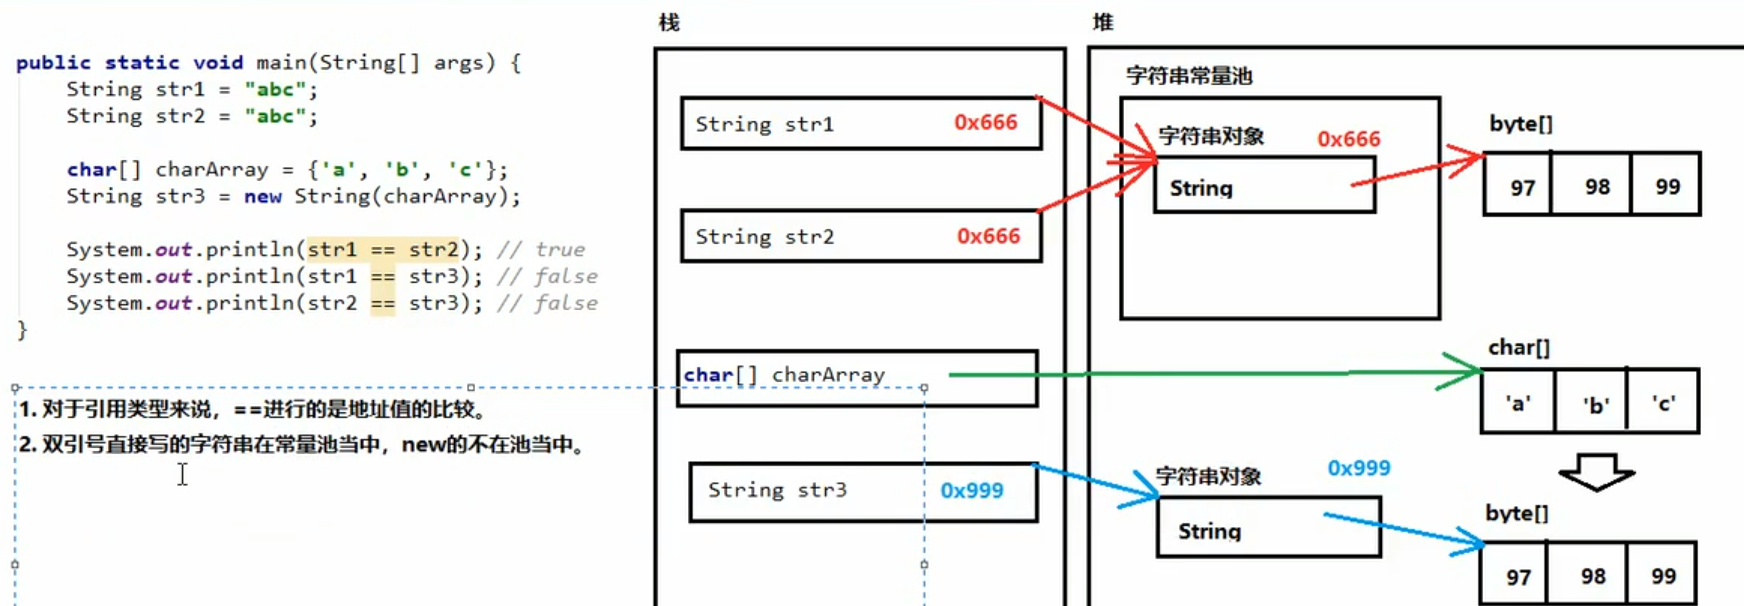 public static void main(String[] args) {
String str1 = "abc";
String str2 = "abc";
char[] charArray = {'a', 'b', 'c'};
String str3 = new String(charArray);
System.out.println(str1 == str2); // true
System.out.println(str1 == str3); // false
System.out.println(str2 == str3); // false
}
1. 对于引用类型来说，==进行的是地址值的比较。
2. 双引号直接写的字符串在常量池当中，new的不在池当中。
栈
String str1 0x666
String str2 0x666
char[] charArray
String str3 0x999
堆
字符串常量池
字符串对象 0x666
String
byte[]
97 98 99
char[]
'a' 'b' 'c'
字符串对象 0x999
String
byte[]
97 98 99